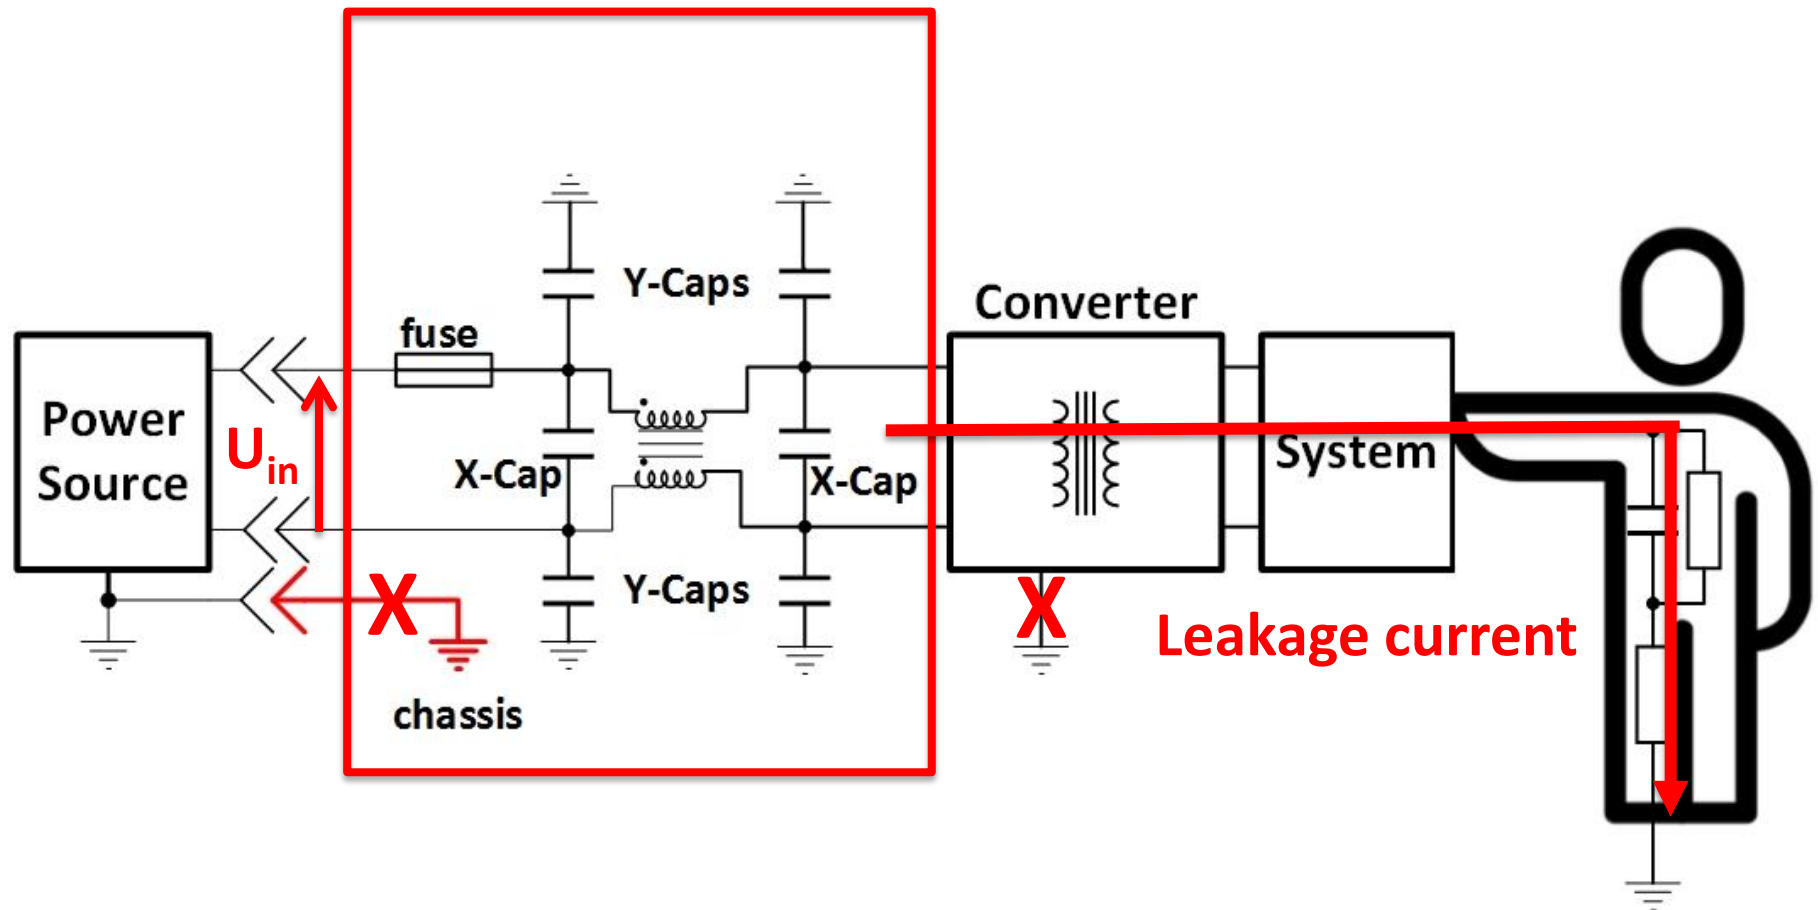 Y-Caps
Converter
fuse
Power
Source
Uin
X-Cap
X-Cap
System
Y-Caps
X
X
Leakage current
chassis